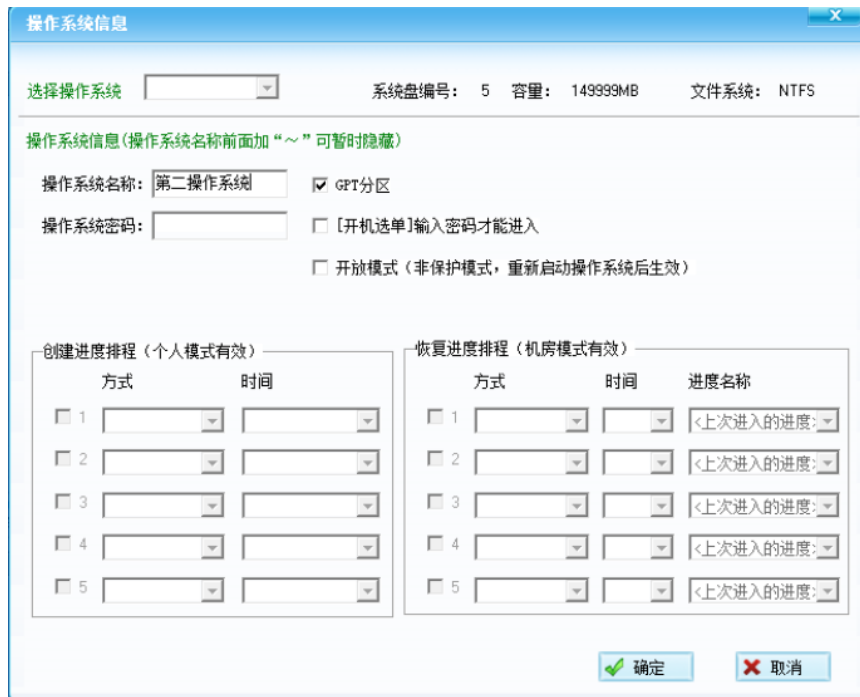 操作系统信息
选择操作系统 系统盘编号： 5 容量： 149999MB 文件系统： NTFS
操作系统信息(操作系统名称前面加“～”可暂时隐藏)
操作系统名称： 第二操作系统 GPT分区
操作系统密码： [开机选单]输入密码才能进入
开放模式（非保护模式，重新启动操作系统后生效）
创建进度排程（个人模式有效）
方式 时间
1
2
3
4
5
恢复进度排程（机房模式有效）
方式 时间 进度名称
1 <上次进入的进度>
2 <上次进入的进度>
3 <上次进入的进度>
4 <上次进入的进度>
5 <上次进入的进度>
确定 取消